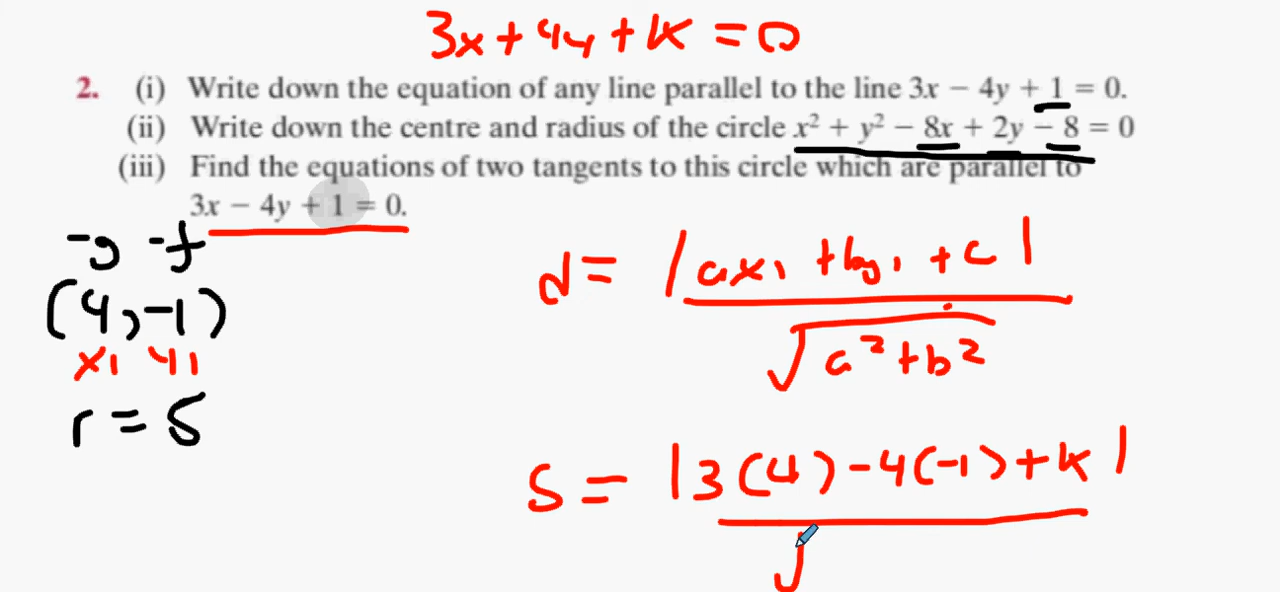 3x + 4y + k = 0
2. (i) Write down the equation of any line parallel to the line 3x − 4y + 1 = 0.
(ii) Write down the centre and radius of the circle x² + y² − 8x + 2y − 8 = 0
(iii) Find the equations of two tangents to this circle which are parallel to
3x − 4y + 1 = 0.
-g -f
(4, -1)
x1 y1
r = 5
d = |ax1 + by1 + c|
√a² + b²
5 = |3(4) - 4(-1) + k|
√